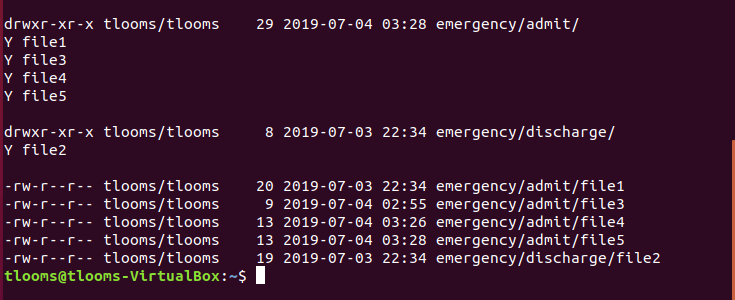 drwxr-xr-x tlooms/tlooms    29 2019-07-04 03:28 emergency/admit/
Y file1
Y file3
Y file4
Y file5

drwxr-xr-x tlooms/tlooms     8 2019-07-03 22:34 emergency/discharge/
Y file2

-rw-r--r-- tlooms/tlooms    20 2019-07-03 22:34 emergency/admit/file1
-rw-r--r-- tlooms/tlooms     9 2019-07-04 02:55 emergency/admit/file3
-rw-r--r-- tlooms/tlooms    13 2019-07-04 03:26 emergency/admit/file4
-rw-r--r-- tlooms/tlooms    13 2019-07-04 03:28 emergency/admit/file5
-rw-r--r-- tlooms/tlooms    19 2019-07-03 22:34 emergency/discharge/file2
tlooms@tlooms-VirtualBox:~$